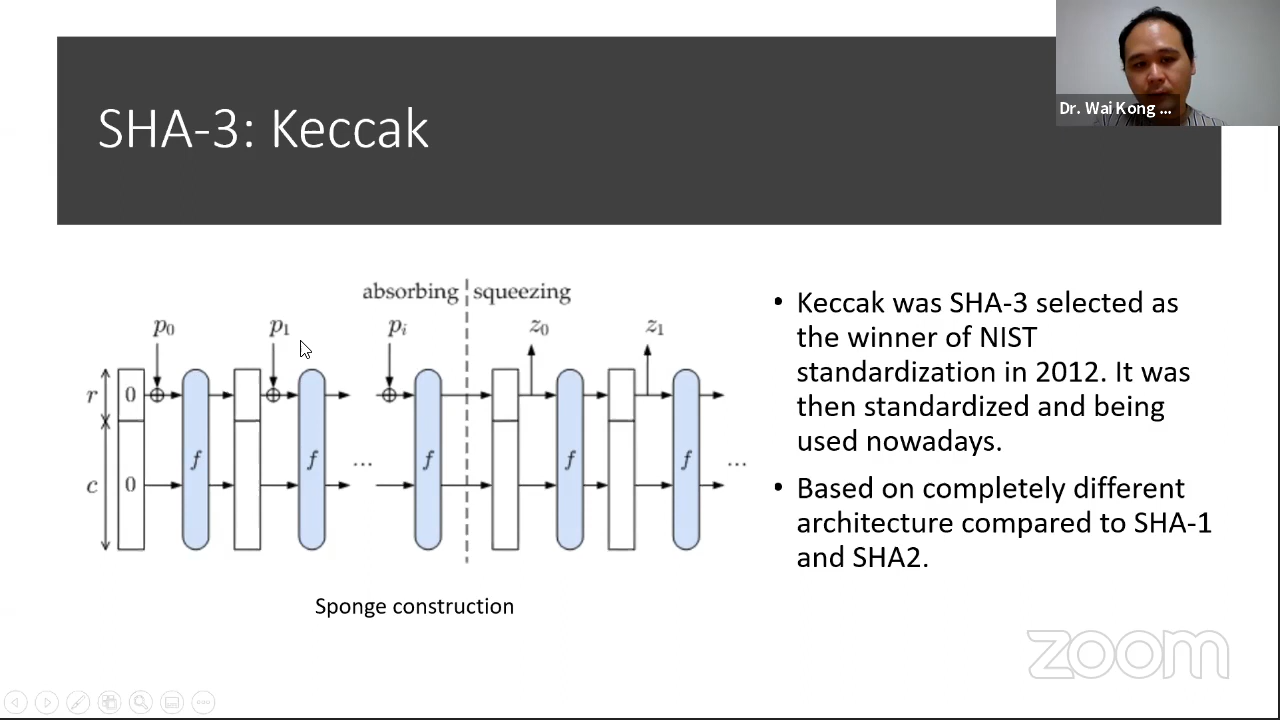 Dr. Wai Kong ...
SHA-3: Keccak
absorbing squeezing
p0 p1 pi z0 z1
r 0
f f ... f f f ...
c 0
Sponge construction
• Keccak was SHA-3 selected as
the winner of NIST
standardization in 2012. It was
then standardized and being
used nowadays.
• Based on completely different
architecture compared to SHA-1
and SHA2.
zoom